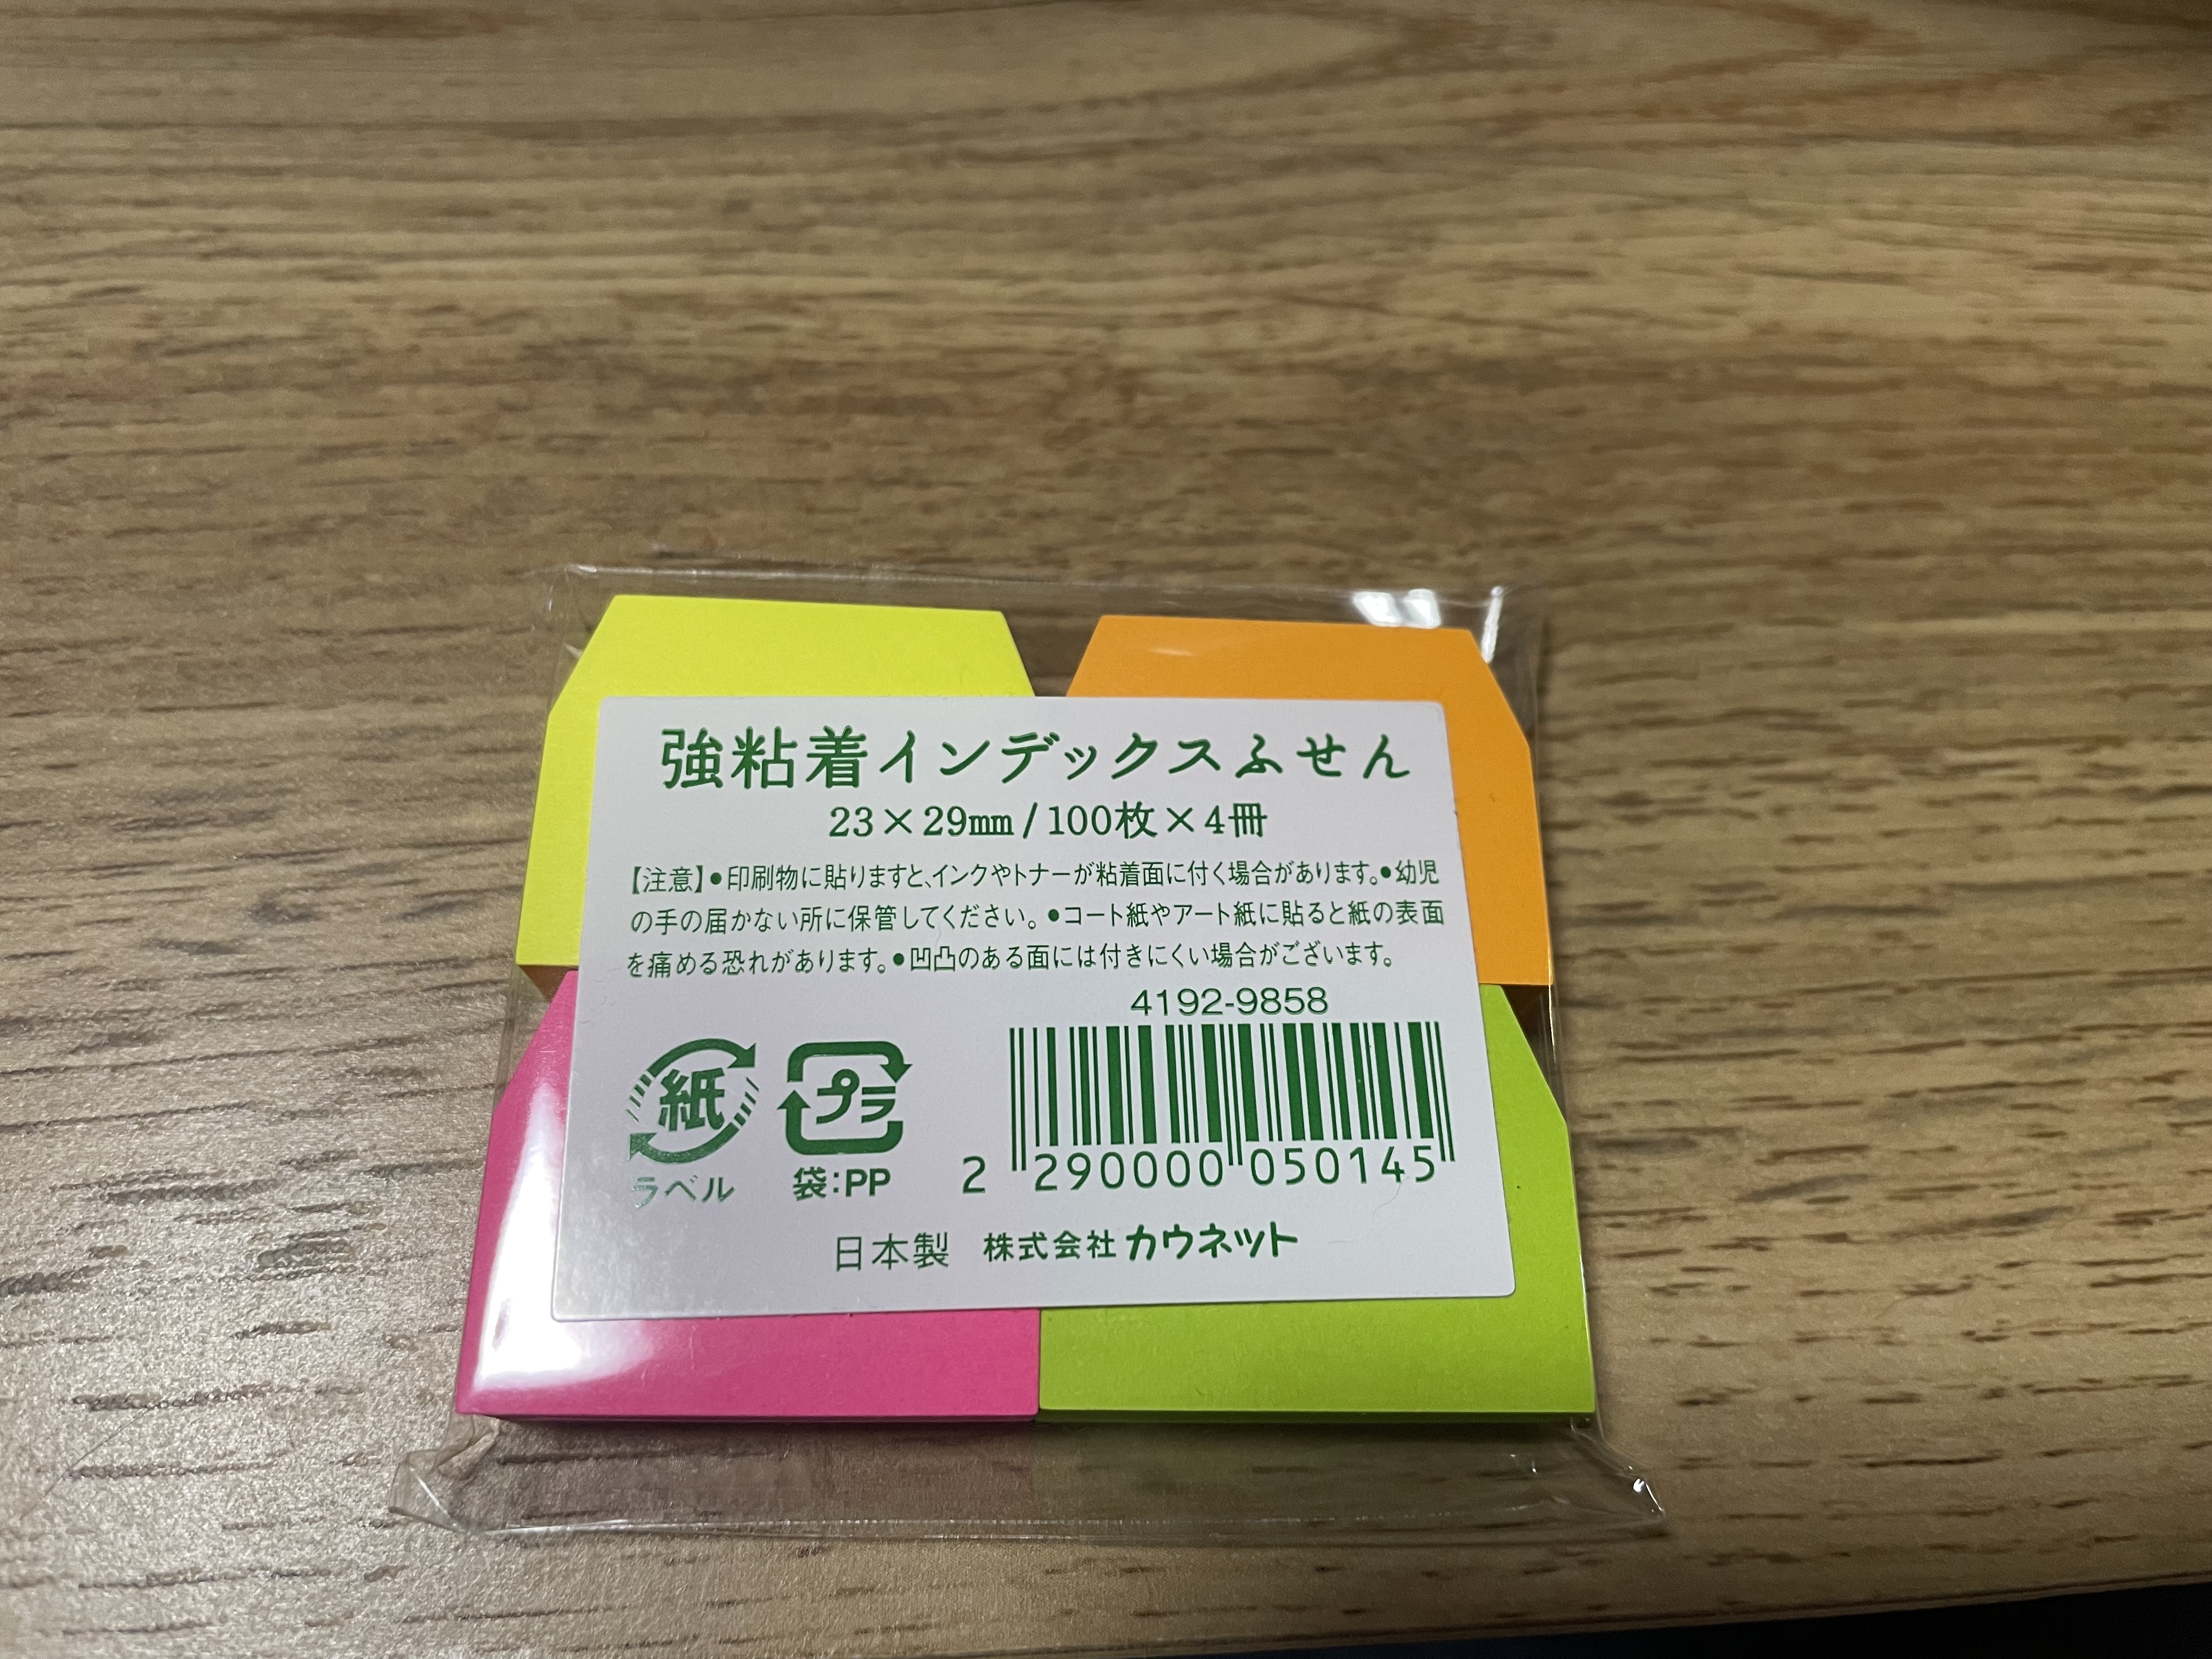 強粘着インデックスふせん
23×29mm/100枚×4冊
【注意】●印刷物に貼りますと、インクやトナーが粘着面に付く場合があります。●幼児
の手の届かない所に保管してください。●コート紙やアート紙に貼ると紙の表面
を痛める恐れがあります。●凹凸のある面には付きにくい場合がございます。
4192-9858
紙
プラ
ラベル
袋:PP
2 290000 050145
日本製 株式会社カウネット